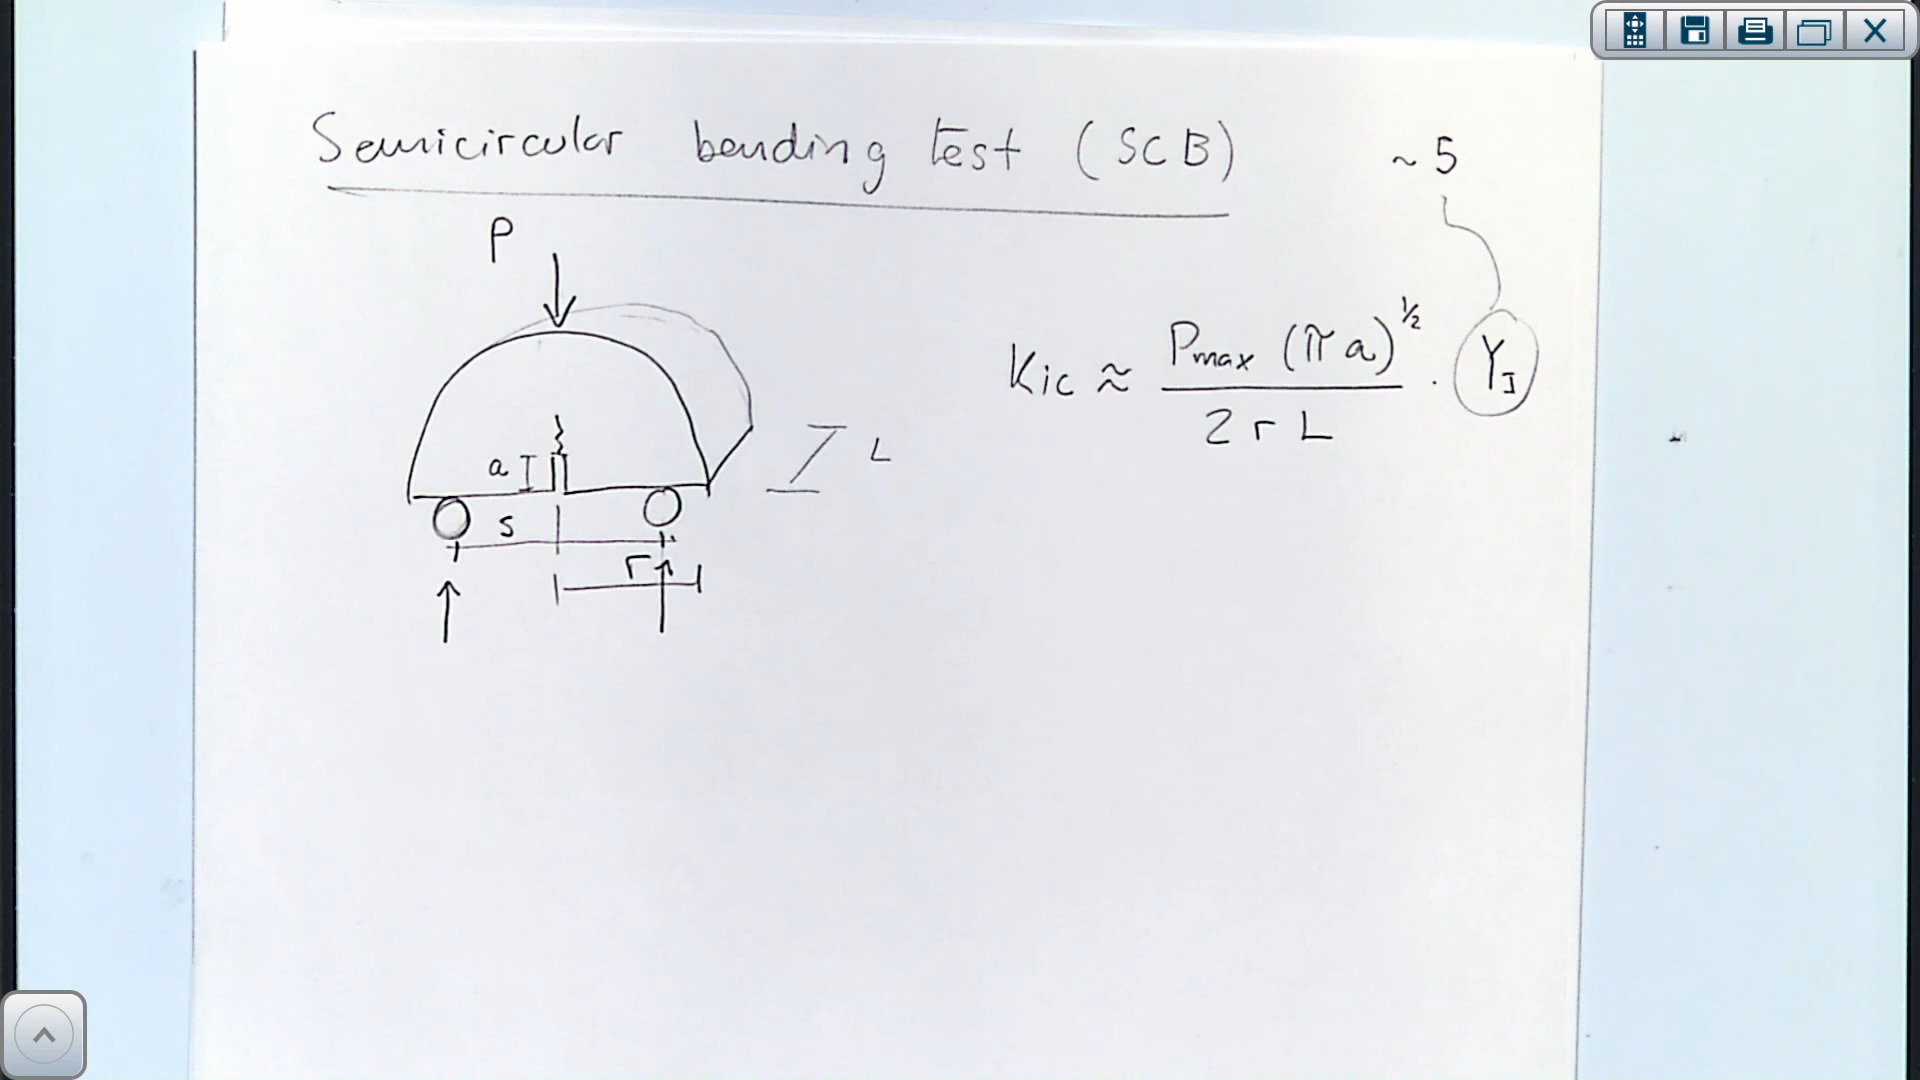 Semicircular bending test (SCB)
~ 5
P
K_IC ≈ P_max (π a)^½ / 2 r L · Y_I
a
L
s
r